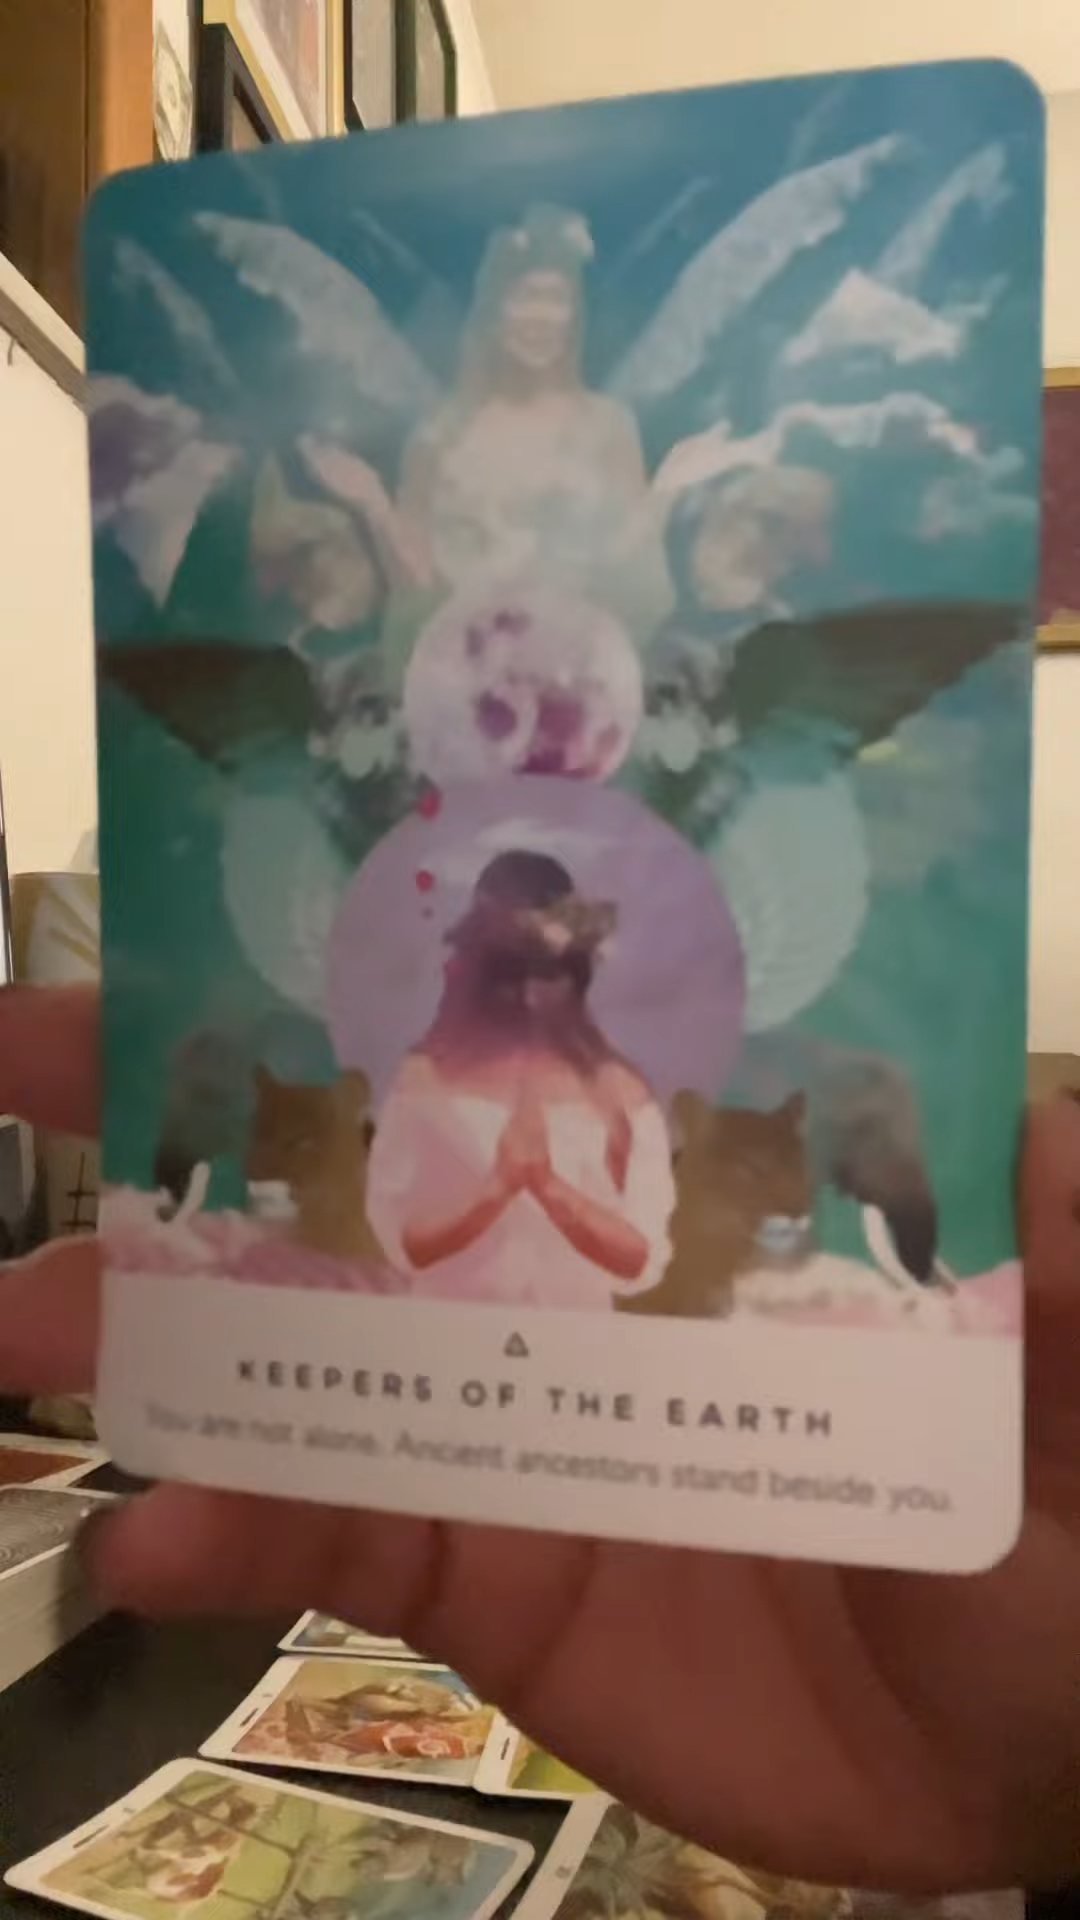 KEEPERS OF THE EARTH
You are not alone. Ancient ancestors stand beside you.